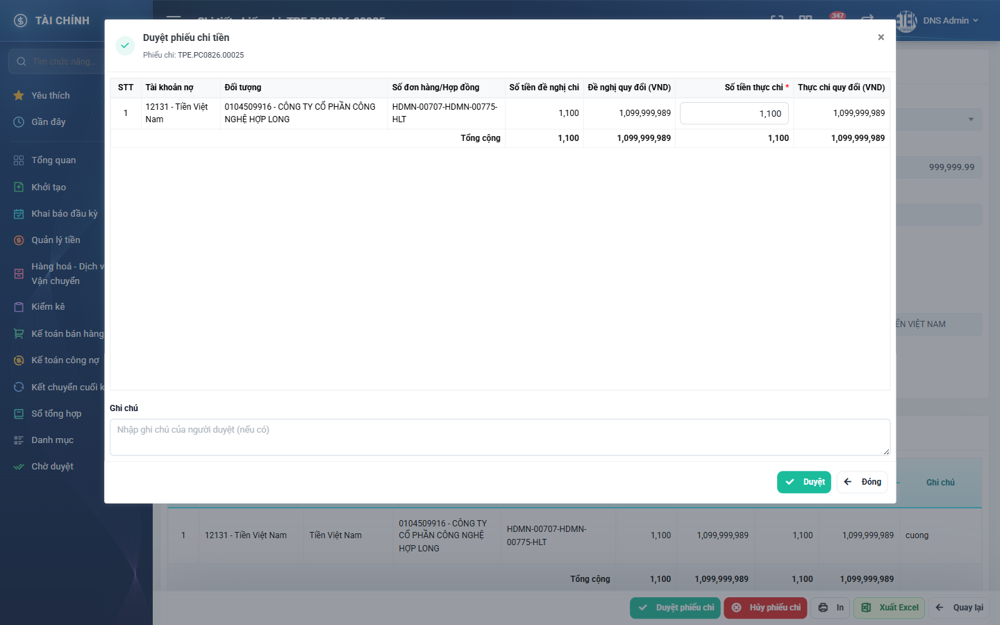 TÀI CHÍNH
347
DNS Admin
Tìm chức năng...
Yêu thích
Gần đây
Tổng quan
Khởi tạo
Khai báo đầu kỳ
Quản lý tiền
Hàng hoá - Dịch v
Vận chuyển
Kiểm kê
Kế toán bán hàng
Kế toán công nợ
Kết chuyển cuối k
Sổ tổng hợp
Danh mục
Chờ duyệt
Duyệt phiếu chi tiền
Phiếu chi: TPE.PC0826.00025
×
STT Tài khoản nợ Đối tượng Số đơn hàng/Hợp đồng Số tiền đề nghị chi Đề nghị quy đổi (VND) Số tiền thực chi * Thực chi quy đổi (VND)
1 12131 - Tiền Việt Nam 0104509916 - CÔNG TY CỔ PHẦN CÔNG NGHỆ HỢP LONG HDMN-00707-HDMN-00775-HLT 1,100 1,099,999,989 1,100 1,099,999,989
Tổng cộng 1,100 1,099,999,989 1,100 1,099,999,989
Ghi chú
Nhập ghi chú của người duyệt (nếu có)
Duyệt Đóng
999,999.99
ỂN VIỆT NAM
Ghi chú
1 12131 - Tiền Việt Nam Tiền Việt Nam 0104509916 - CÔNG TY CỔ PHẦN CÔNG NGHỆ HỢP LONG HDMN-00707-HDMN-00775-HLT 1,100 1,099,999,989 1,100 1,099,999,989 cuong
Tổng cộng 1,100 1,099,999,989 1,100 1,099,999,989
Duyệt phiếu chi Hủy phiếu chi In Xuất Excel Quay lại